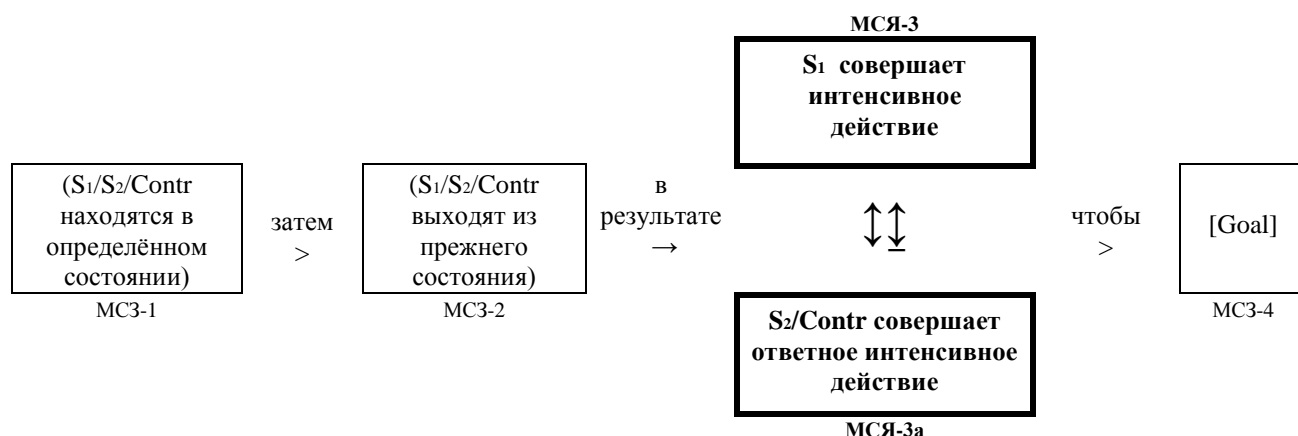 МСЯ-3
S₁ совершает
интенсивное
действие
(S₁/S₂/Contr
находятся в
определённом
состоянии)
МСЗ-1
затем
>
(S₁/S₂/Contr
выходят из
прежнего
состояния)
МСЗ-2
в
результате
→
↕↨
чтобы
>
[Goal]
МСЗ-4
S₂/Contr совершает
ответное интенсивное
действие
МСЯ-3а